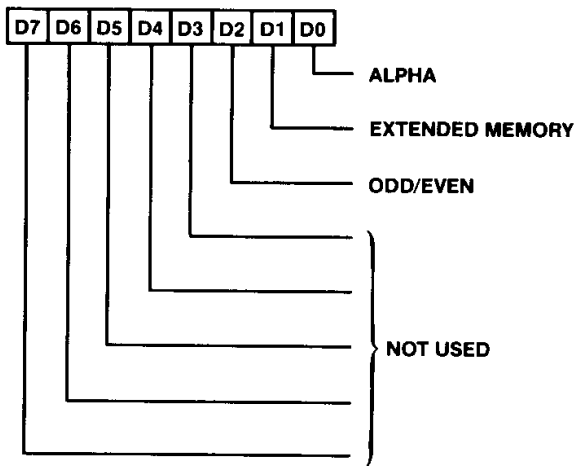 D7 D6 D5 D4 D3 D2 D1 D0
ALPHA
EXTENDED MEMORY
ODD/EVEN
NOT USED